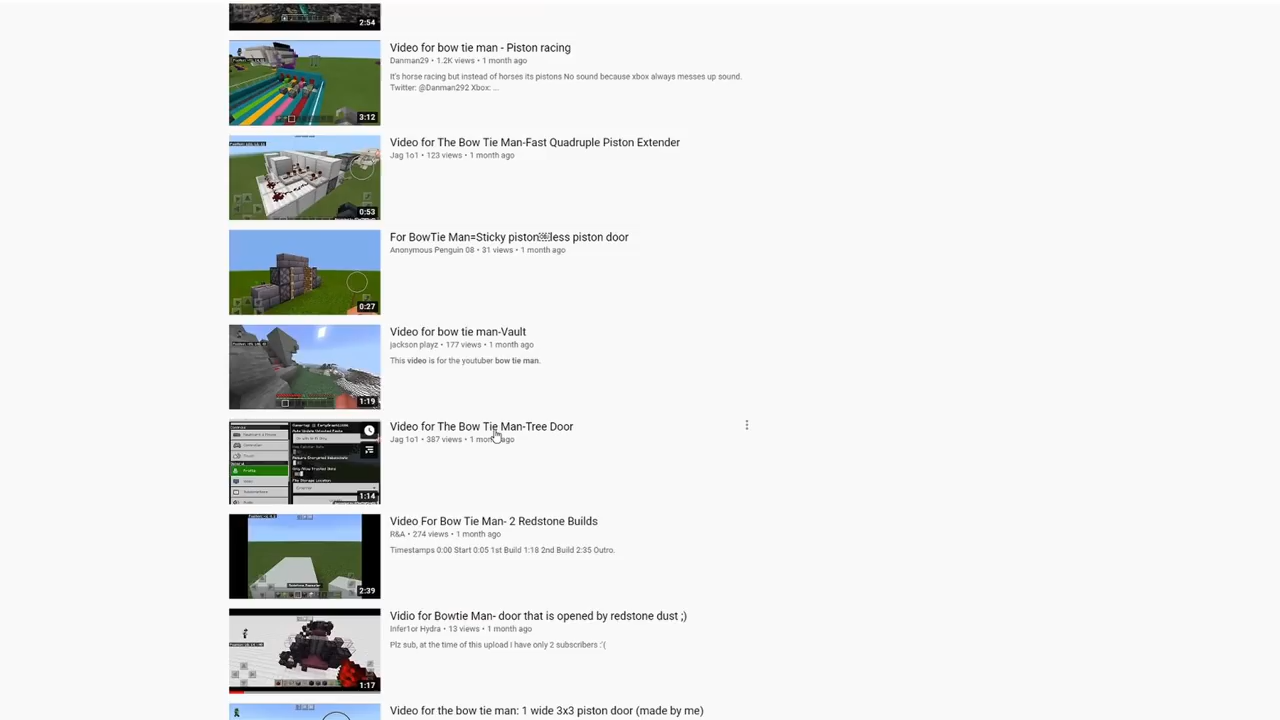 2:54
Video for bow tie man - Piston racing
Danman29 • 1.2K views • 1 month ago
It's horse racing but instead of horses its pistons No sound because xbox always messes up sound.
Twitter: @Danman292 Xbox: ...
3:12
Video for The Bow Tie Man-Fast Quadruple Piston Extender
Jag 1o1 • 123 views • 1 month ago
0:53
For BowTie Man=Sticky piston￼less piston door
Anonymous Penguin 08 • 31 views • 1 month ago
0:27
Video for bow tie man-Vault
jackson playz • 177 views • 1 month ago
This video is for the youtuber bow tie man.
1:19
Video for The Bow Tie Man-Tree Door
Jag 1o1 • 387 views • 1 month ago
Profile
1:14
Video For Bow Tie Man- 2 Redstone Builds
R&A • 274 views • 1 month ago
Timestamps 0:00 Start 0:05 1st Build 1:18 2nd Build 2:35 Outro.
2:39
Vidio for Bowtie Man- door that is opened by redstone dust ;)
Infer1or Hydra • 13 views • 1 month ago
Plz sub, at the time of this upload I have only 2 subscribers :'(
1:17
Video for the bow tie man: 1 wide 3x3 piston door (made by me)